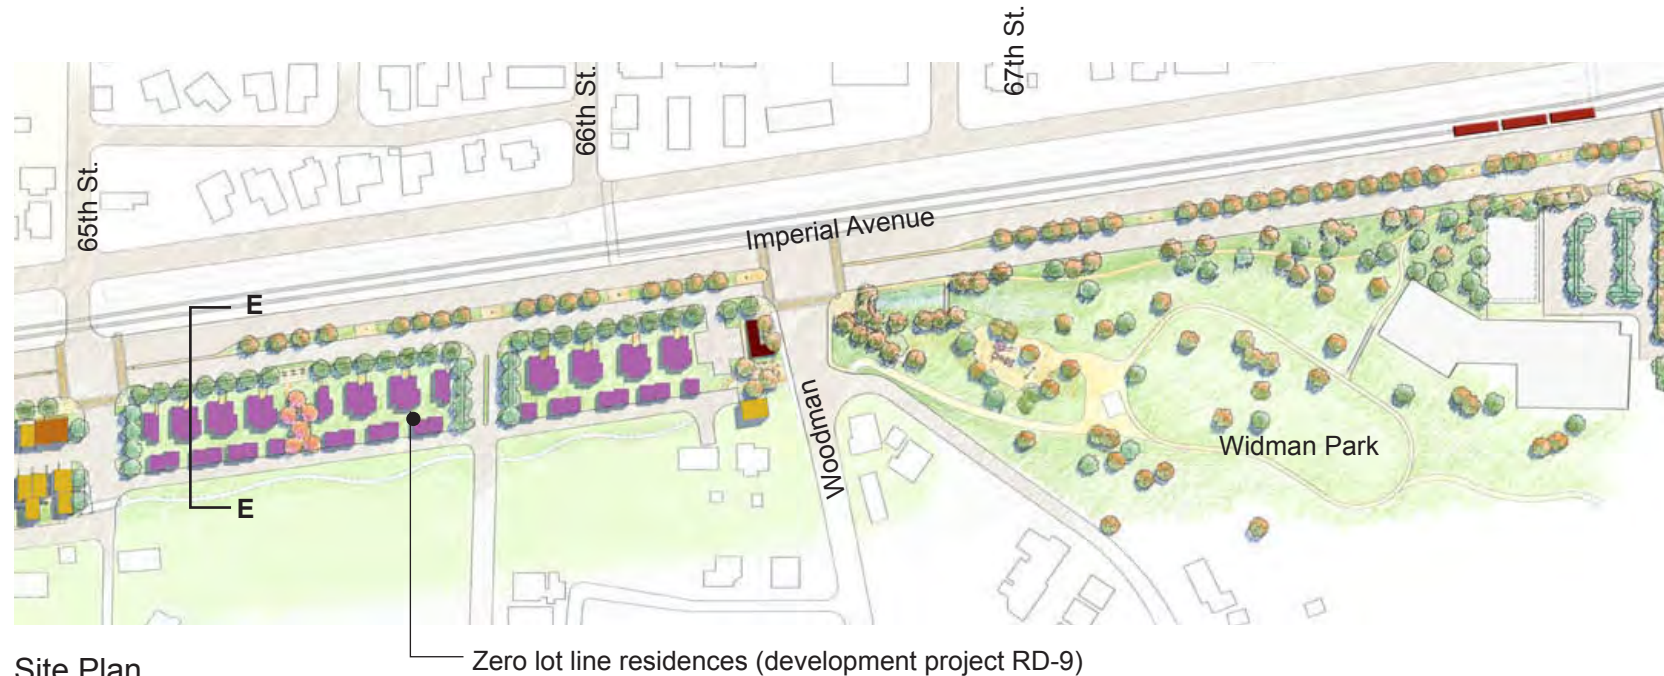 67th St.
66th St.
65th St.
Imperial Avenue
E
E
Woodman
Widman Park
Zero lot line residences (development project RD-9)
Site Plan